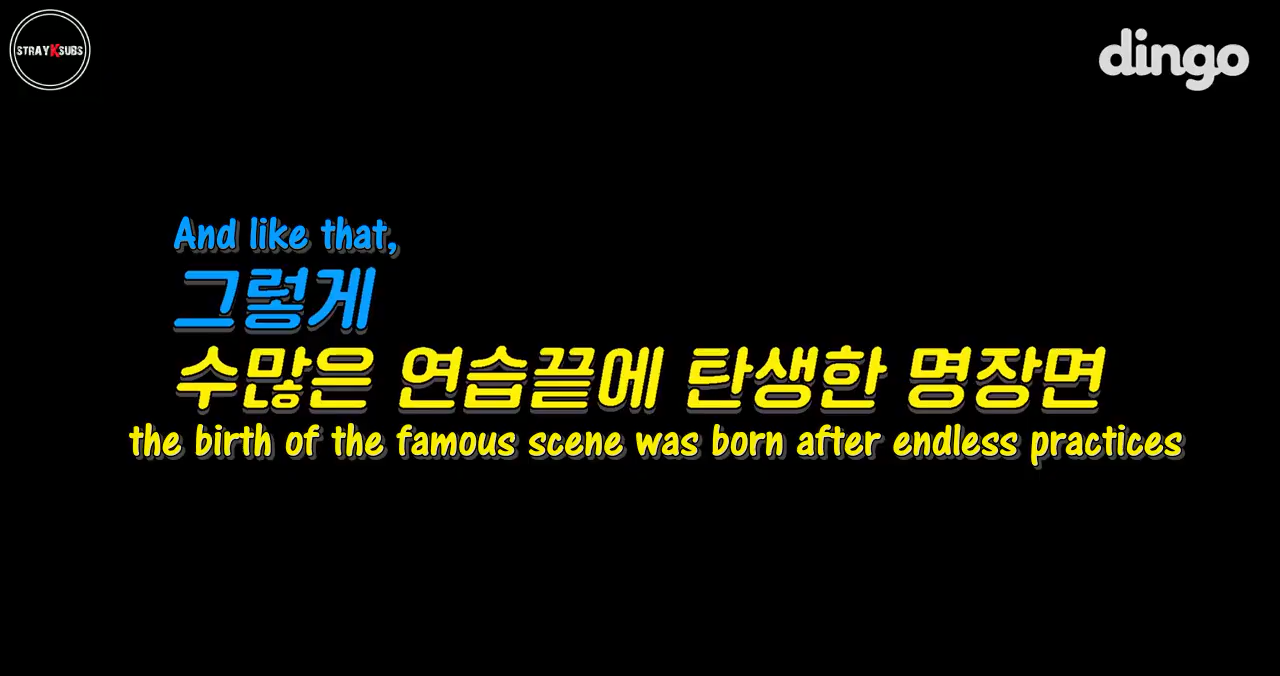 STRAYKSUBS
dingo
And like that,
그렇게
수많은 연습끝에 탄생한 명장면
the birth of the famous scene was born after endless practices